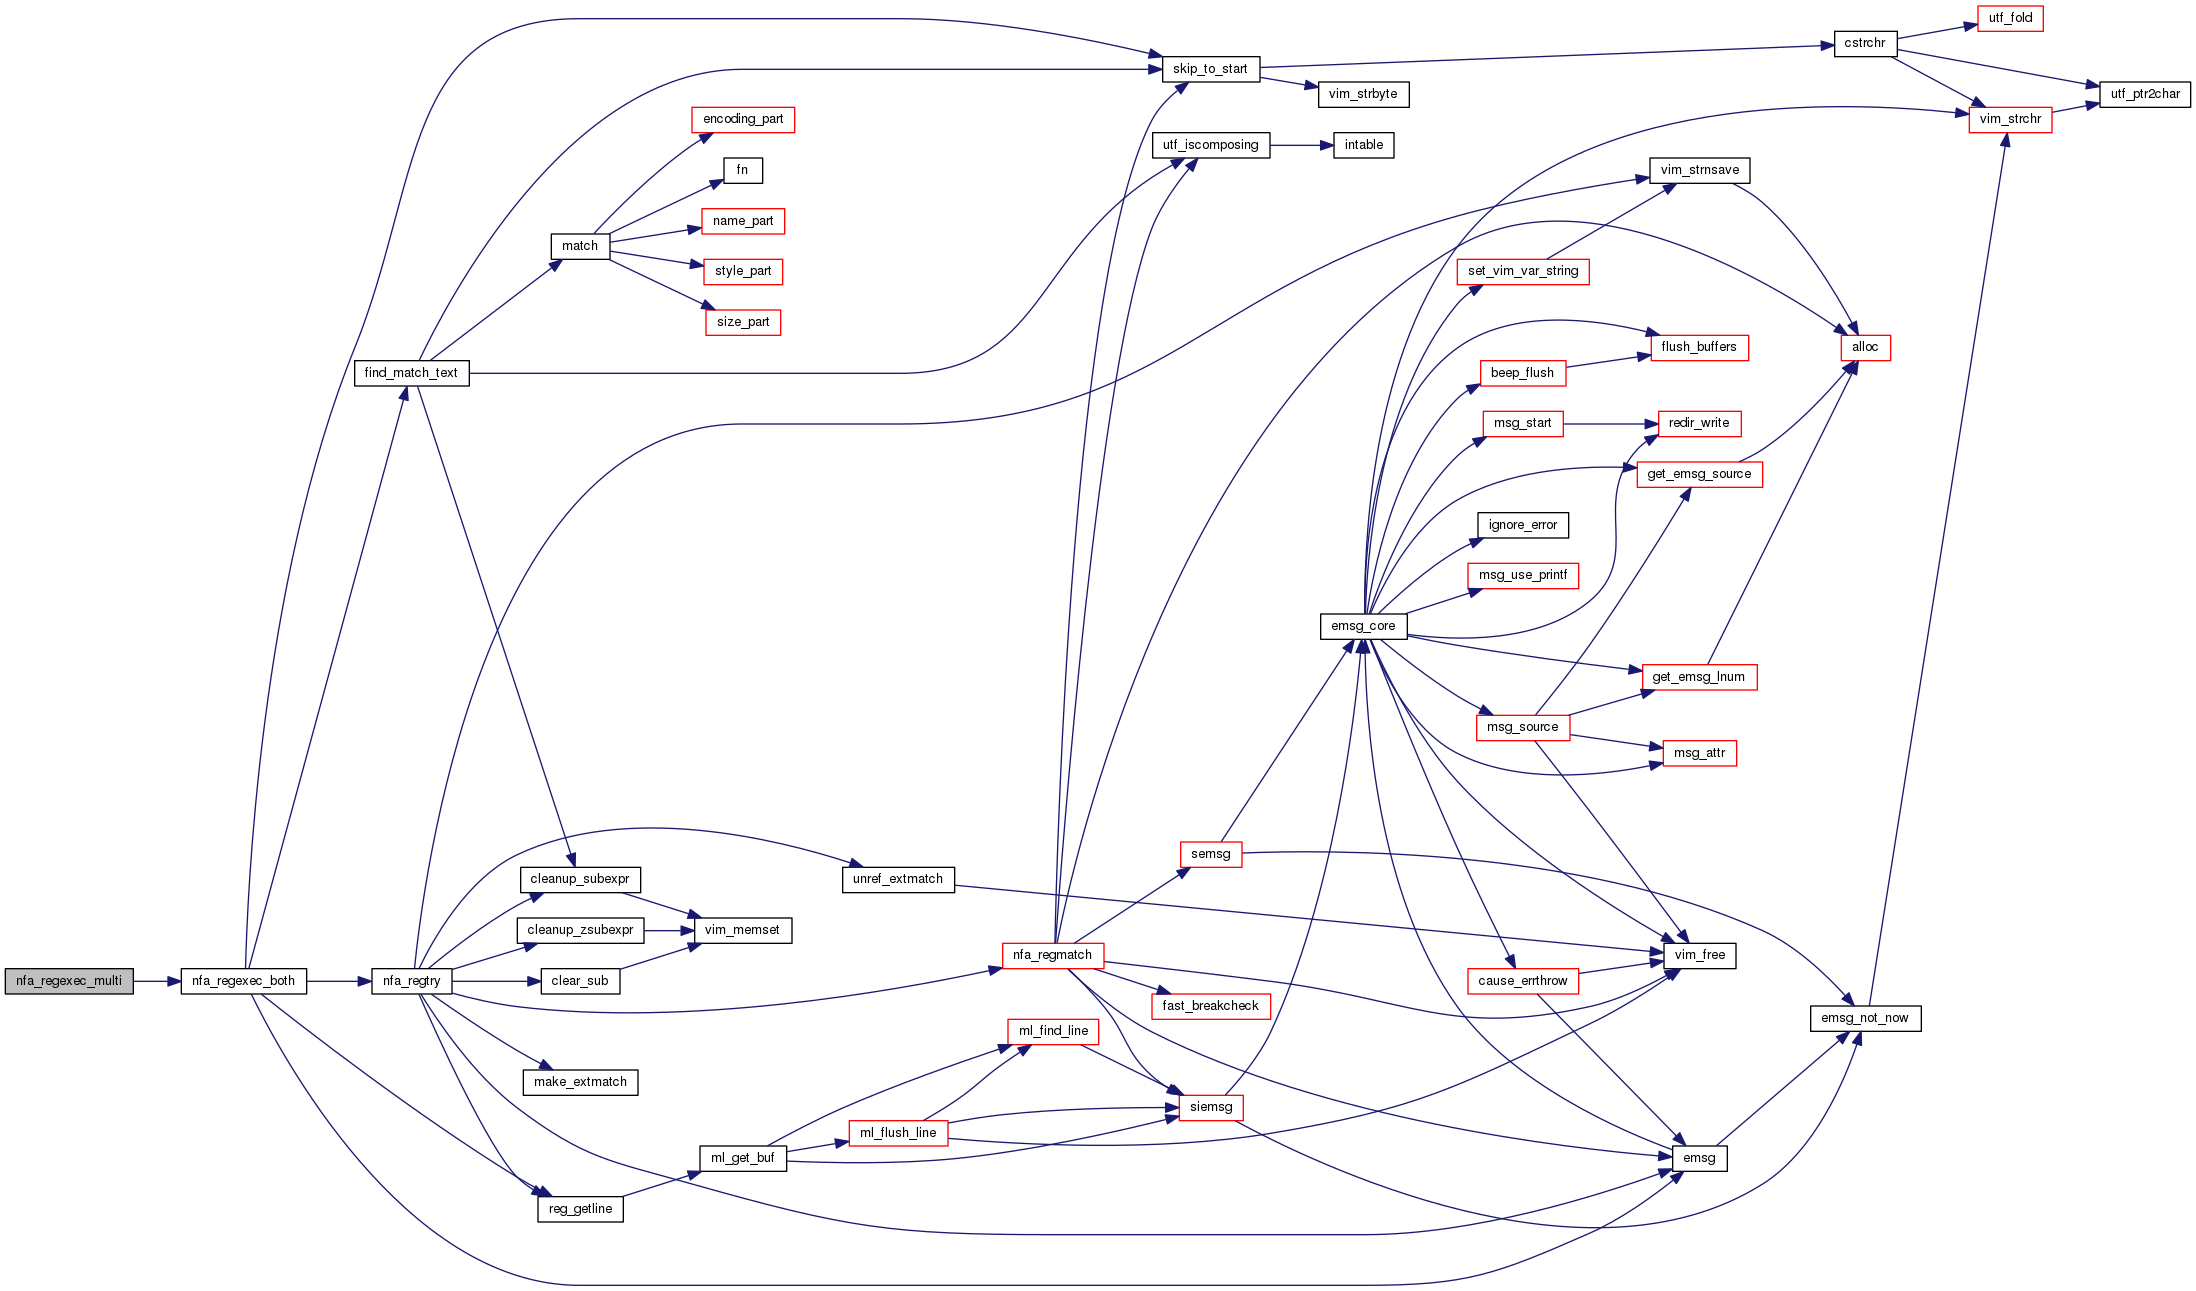 utf_fold
cstrchr
skip_to_start
vim_strbyte
utf_ptr2char
encoding_part
vim_strchr
utf_iscomposing
intable
fn
vim_strnsave
name_part
match
style_part
set_vim_var_string
size_part
flush_buffers
alloc
find_match_text
beep_flush
msg_start
redir_write
get_emsg_source
ignore_error
msg_use_printf
emsg_core
get_emsg_lnum
msg_source
msg_attr
semsg
cleanup_subexpr
unref_extmatch
cleanup_zsubexpr
vim_memset
nfa_regmatch
vim_free
nfa_regexec_multi
nfa_regexec_both
nfa_regtry
clear_sub
cause_errthrow
fast_breakcheck
emsg_not_now
ml_find_line
make_extmatch
siemsg
ml_flush_line
ml_get_buf
emsg
reg_getline